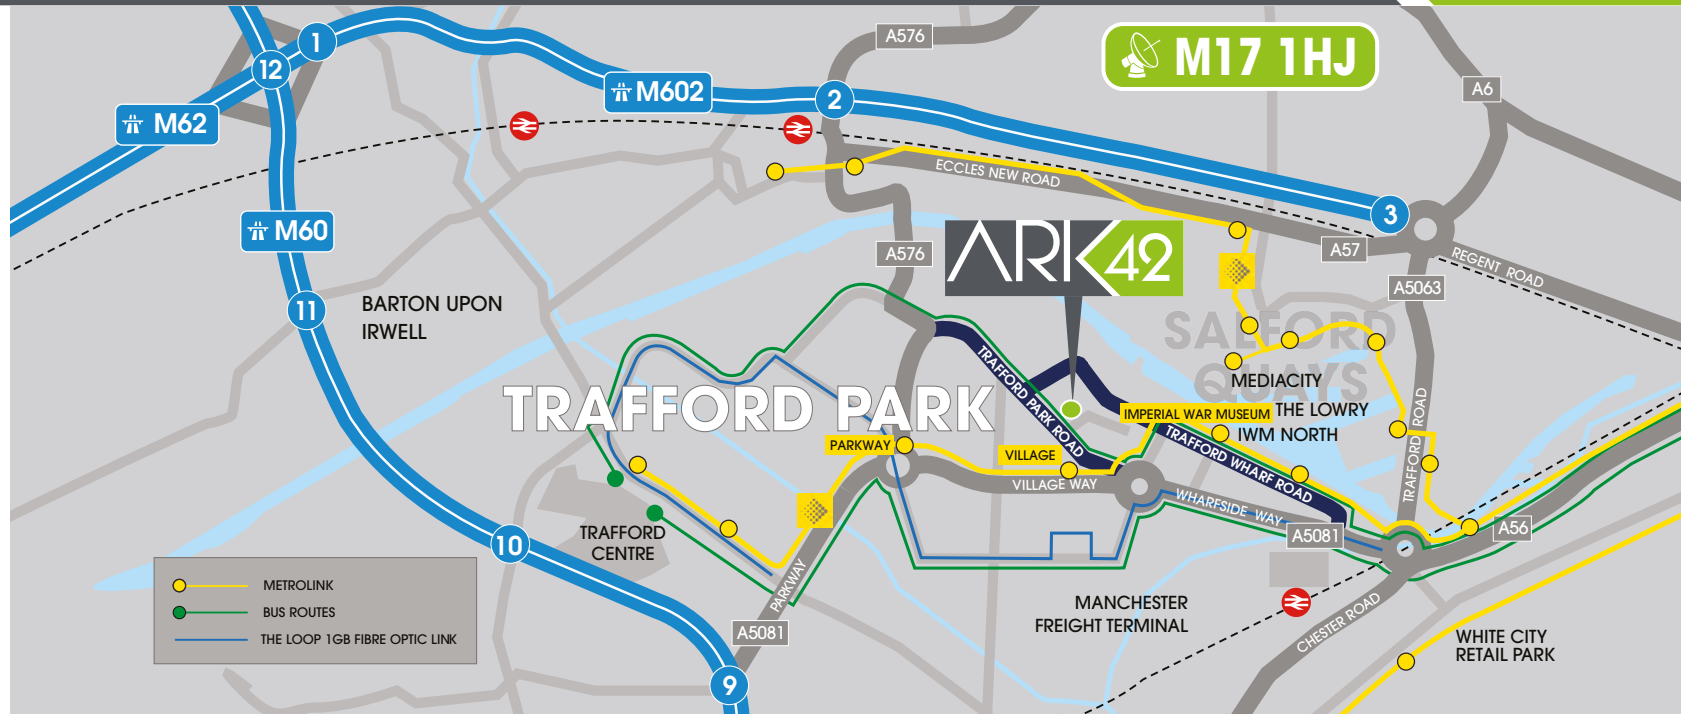 A576
M17 1HJ
1
12
M602
2
A6
M62
ECCLES NEW ROAD
3
M60
A57
REGENT ROAD
A576
ARK42
A5063
11
BARTON UPON
IRWELL
SALFORD
QUAYS
MEDIACITY
TRAFFORD PARK
TRAFFORD PARK ROAD
IMPERIAL WAR MUSEUM
THE LOWRY
IWM NORTH
PARKWAY
VILLAGE
VILLAGE WAY
TRAFFORD WHARF ROAD
TRAFFORD ROAD
WHARFSIDE WAY
A5081
A56
TRAFFORD
CENTRE
10
PARKWAY
A5081
METROLINK
BUS ROUTES
THE LOOP 1GB FIBRE OPTIC LINK
MANCHESTER
FREIGHT TERMINAL
CHESTER ROAD
WHITE CITY
RETAIL PARK
9